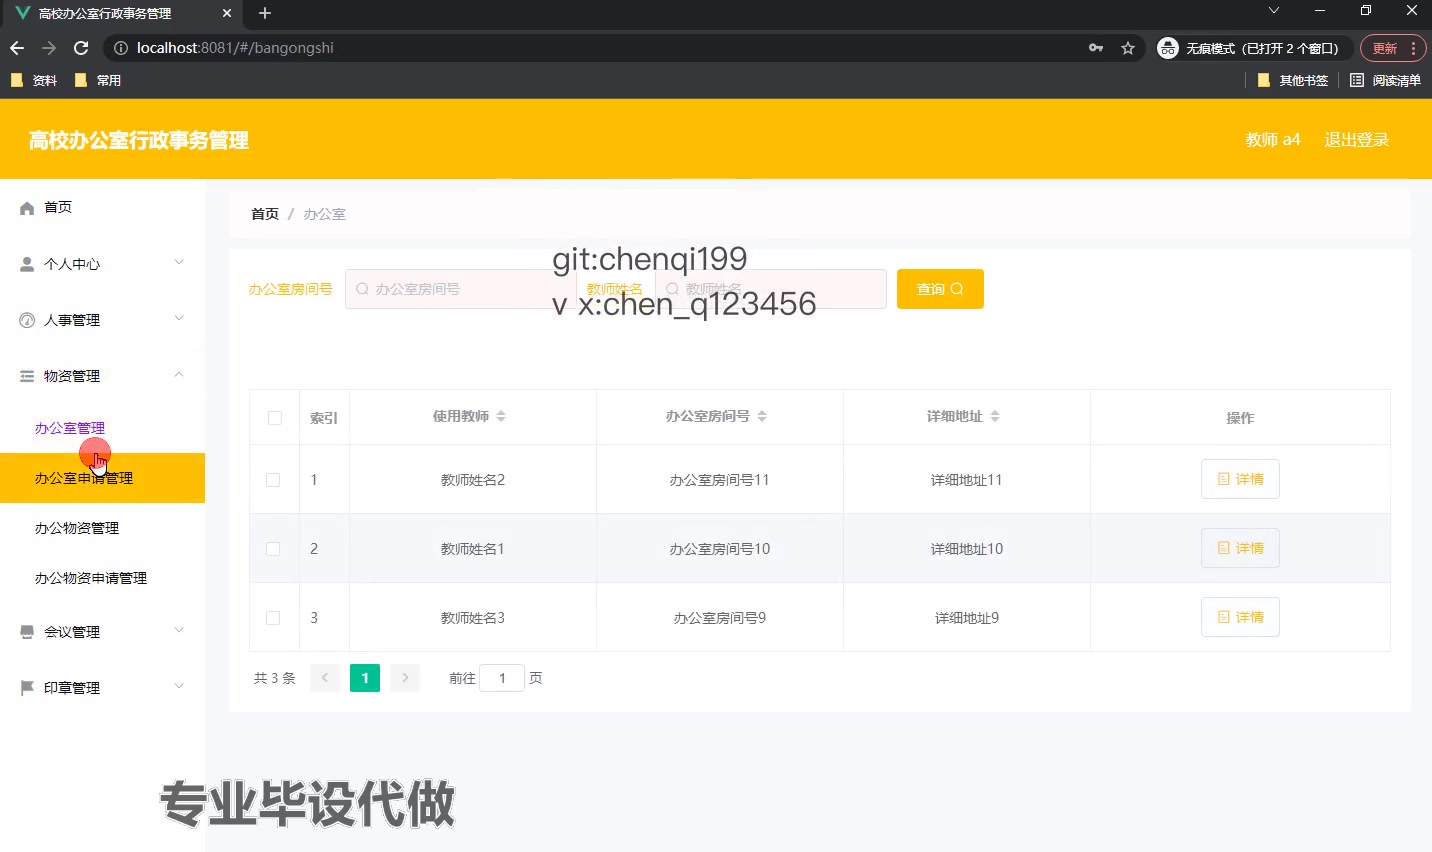 高校办公室行政事务管理
localhost:8081/#/bangongshi
无痕模式（已打开 2 个窗口）
更新
资料
常用
其他书签
阅读清单
高校办公室行政事务管理
教师 a4
退出登录
首页
个人中心
人事管理
物资管理
办公室管理
办公室申请管理
办公物资管理
办公物资申请管理
会议管理
印章管理
首页 / 办公室
git:chenqi199
办公室房间号
办公室房间号
教师姓名
教师姓名
查询
v x:chen_q123456
索引 使用教师 办公室房间号 详细地址 操作
1 教师姓名2 办公室房间号11 详细地址11 详情
2 教师姓名1 办公室房间号10 详细地址10 详情
3 教师姓名3 办公室房间号9 详细地址9 详情
共 3 条 1 前往 1 页
专业毕设代做